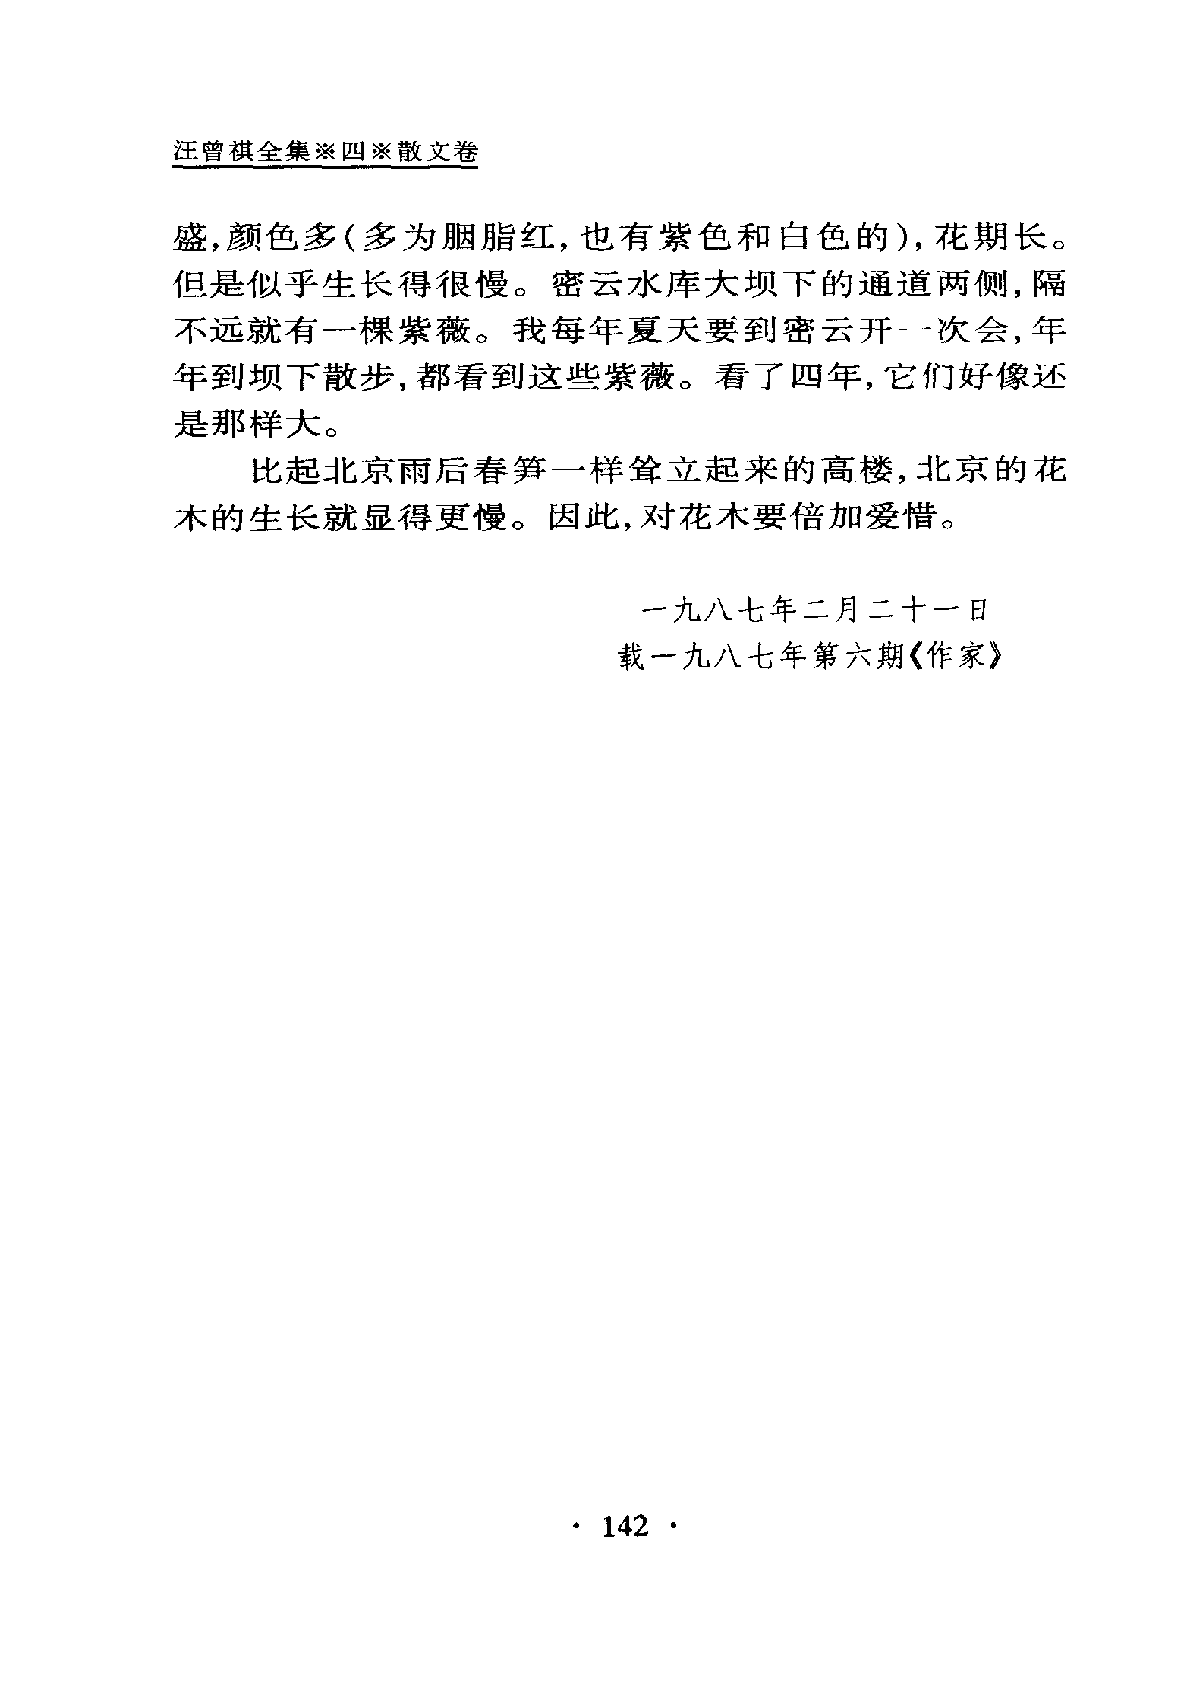 汪曾祺全集※四※散文卷
盛,颜色多(多为胭脂红,也有紫色和白色的),花期长。
但是似乎生长得很慢。密云水库大坝下的通道两侧,隔
不远就有一棵紫薇。我每年夏天要到密云开一次会,年
年到坝下散步,都看到这些紫薇。看了四年,它们好像还
是那样大。
比起北京雨后春笋一样耸立起来的高楼,北京的花
木的生长就显得更慢。因此,对花木要倍加爱惜。
一九八七年二月二十一日
载一九八七年第六期《作家》
· 142 ·